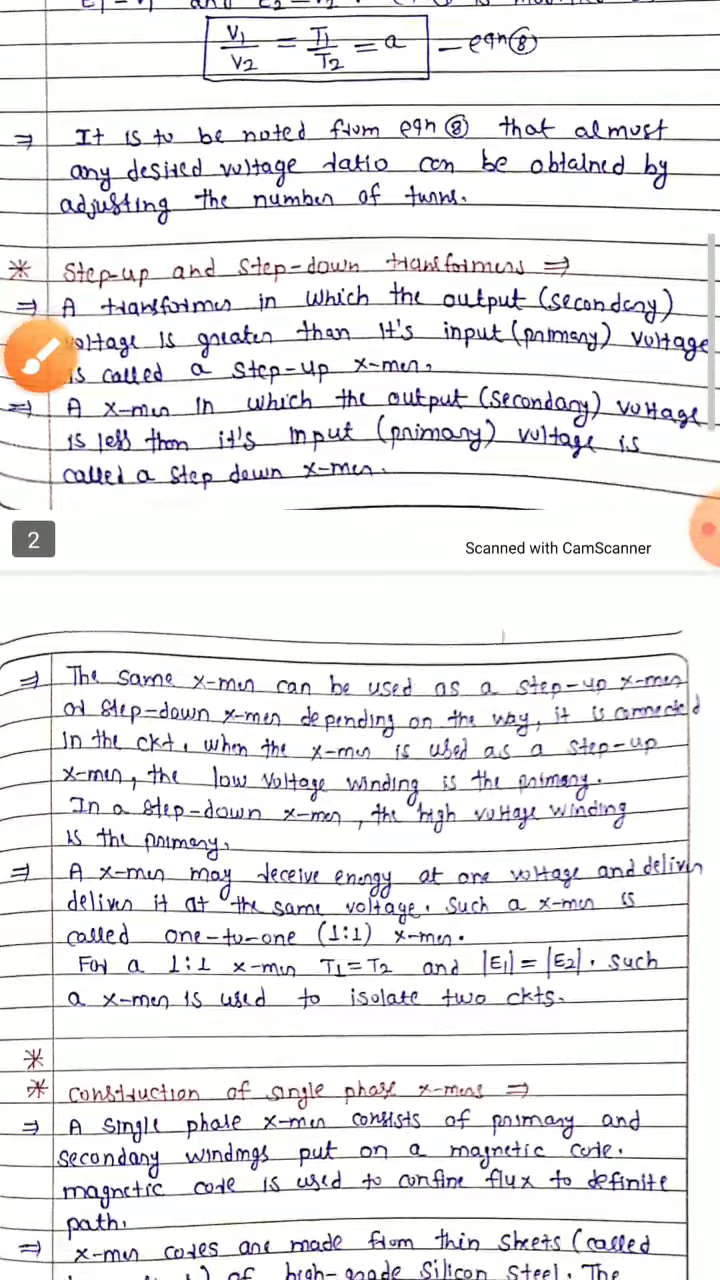 V1/V2 = T1/T2 = a — eqn ⑧
⇒ It is to be noted from eqn ⑧ that almost
any desired voltage ratio can be obtained by
adjusting the number of turns.
* Step-up and step-down transformers ⇒
⇒ A transformer in which the output (secondary)
voltage is greater than It's input (primary) voltage
is called a step-up x-mer.
⇒ A x-mer in which the output (secondary) voltage
is less than it's input (primary) voltage is
called a step down x-mer.
2
Scanned with CamScanner
⇒ The same x-mer can be used as a step-up x-mer
or step-down x-mer depending on the way, it is connected
in the ckt, when the x-mer is used as a step-up
x-mer, the low voltage winding is the primary.
In a step-down x-mer, the high voltage winding
is the primary.
⇒ A x-mer may receive energy at one voltage and deliver
deliver it at the same voltage. Such a x-mer is
called one-to-one (1:1) x-mer.
For a 1:1 x-mer T1=T2 and |E1| = |E2|. such
a x-mer is used to isolate two ckts.
*
* Construction of single phase x-mers ⇒
⇒ A single phase x-mer consists of primary and
secondary windings put on a magnetic core.
magnetic core is used to confine flux to definite
path.
⇒ x-mer cores are made from thin sheets (called
of high-grade silicon steel. The